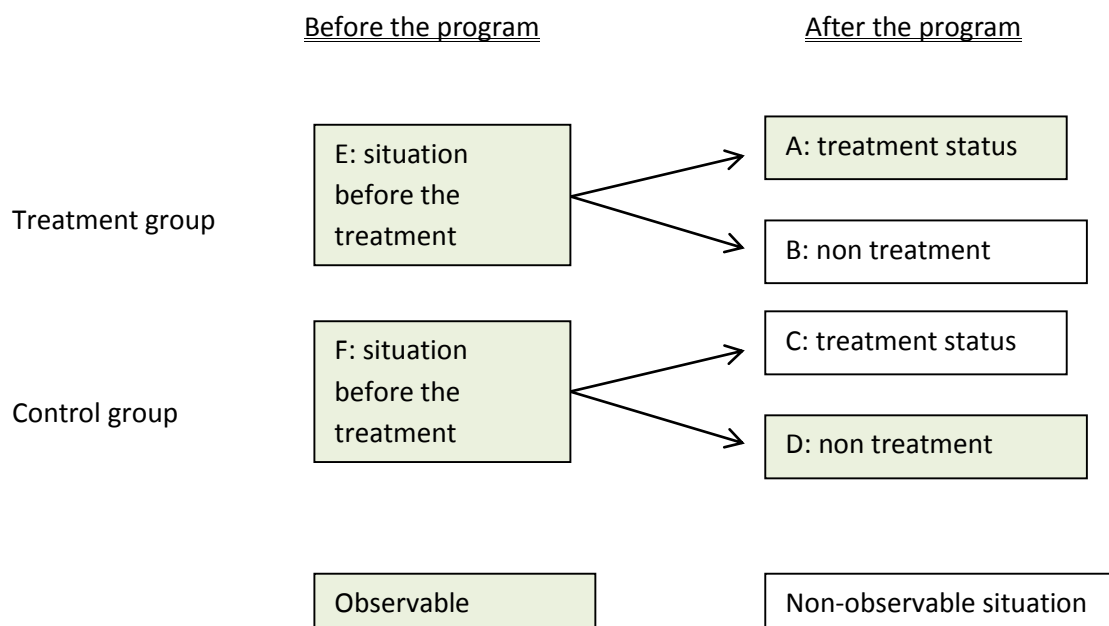 Before the program
After the program
E: situation
before the
treatment
A: treatment status
Treatment group
B: non treatment
F: situation
before the
treatment
C: treatment status
Control group
D: non treatment
Observable
Non-observable situation